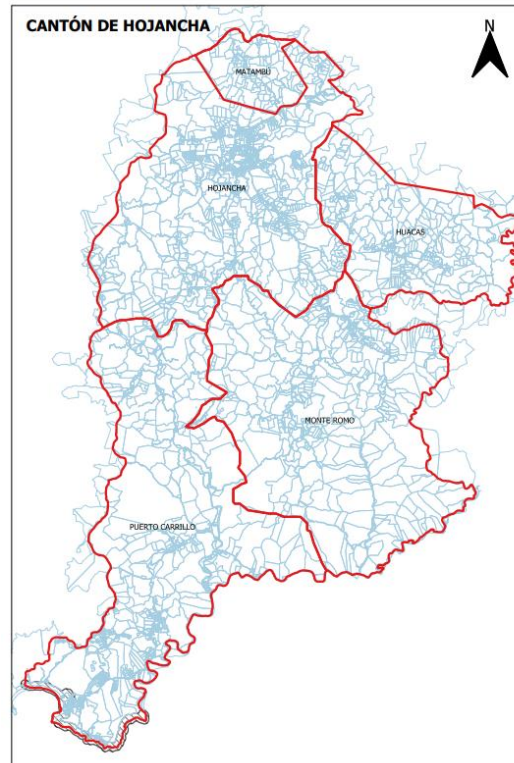 CANTÓN DE HOJANCHA
N
MATAMBÚ
HOJANCHA
HUACAS
MONTE ROMO
PUERTO CARRILLO